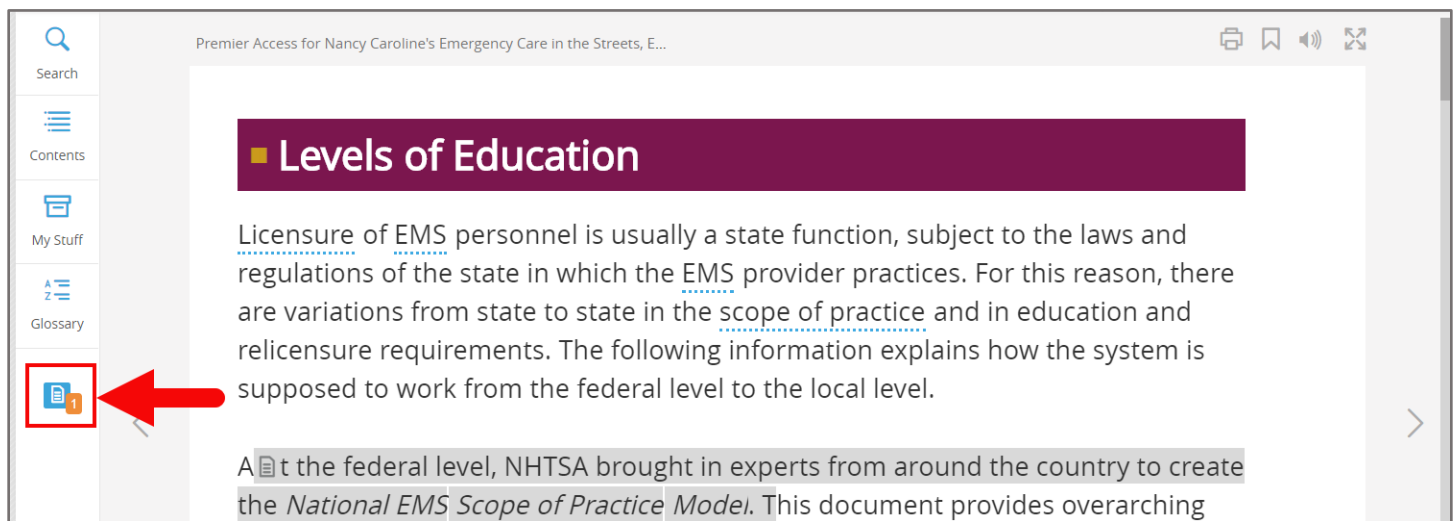 Search
Contents
My Stuff
A
Z
Glossary
1
Premier Access for Nancy Caroline's Emergency Care in the Streets, E...
Levels of Education
Licensure of EMS personnel is usually a state function, subject to the laws and
regulations of the state in which the EMS provider practices. For this reason, there
are variations from state to state in the scope of practice and in education and
relicensure requirements. The following information explains how the system is
supposed to work from the federal level to the local level.
At the federal level, NHTSA brought in experts from around the country to create
the National EMS Scope of Practice Model. This document provides overarching